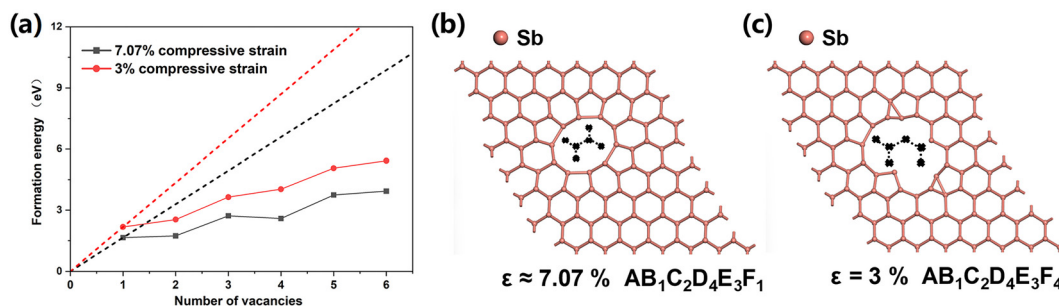 (a)
12
9
6
3
0
Formation energy (eV)
7.07% compressive strain
3% compressive strain
0 1 2 3 4 5 6
Number of vacancies
(b)
Sb
ε ≈ 7.07 % AB₁C₂D₄E₃F₁
(c)
Sb
ε = 3 % AB₁C₂D₄E₃F₄